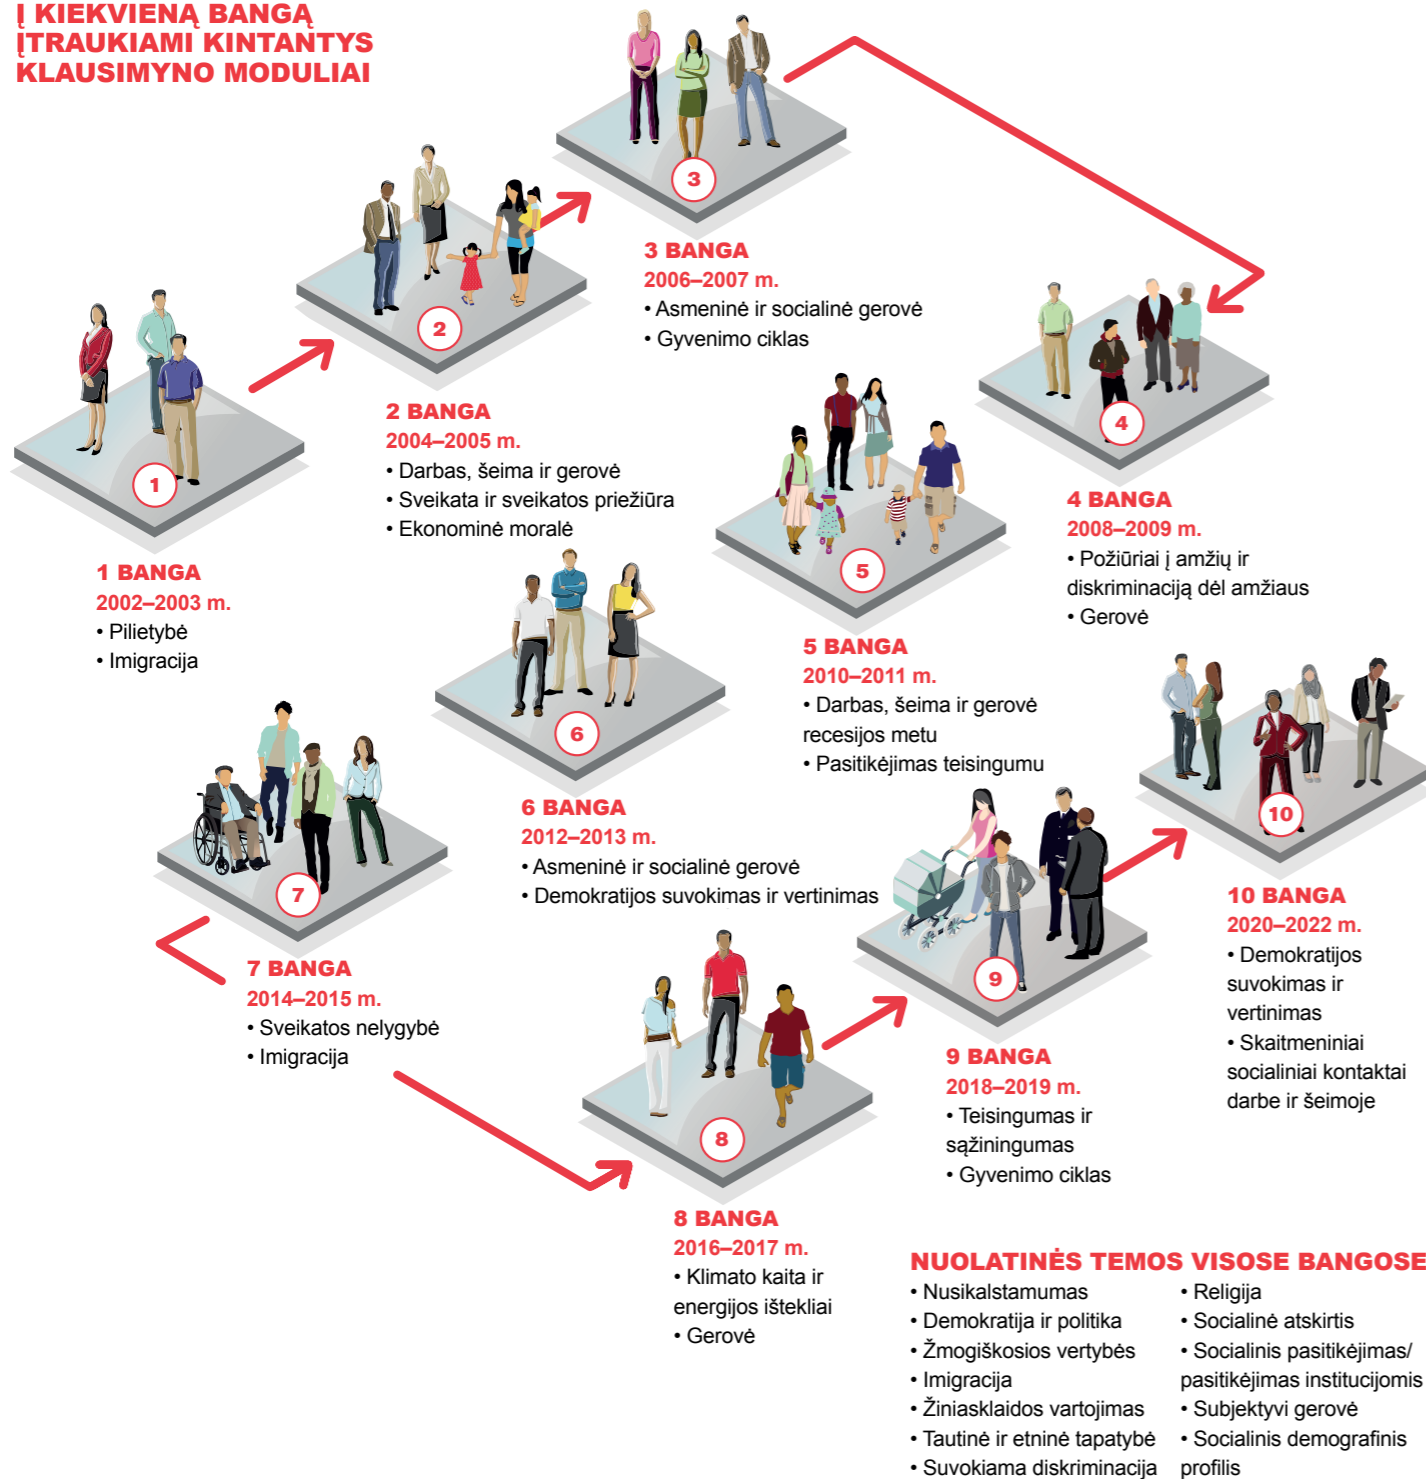 Į KIEKVIENĄ BANGĄ
ĮTRAUKIAMI KINTANTYS
KLAUSIMYNO MODULIAI
1
1 BANGA
2002–2003 m.
• Pilietybė
• Imigracija
2
2 BANGA
2004–2005 m.
• Darbas, šeima ir gerovė
• Sveikata ir sveikatos priežiūra
• Ekonominė moralė
3
3 BANGA
2006–2007 m.
• Asmeninė ir socialinė gerovė
• Gyvenimo ciklas
4
4 BANGA
2008–2009 m.
• Požiūriai į amžių ir
diskriminaciją dėl amžiaus
• Gerovė
5
5 BANGA
2010–2011 m.
• Darbas, šeima ir gerovė
recesijos metu
• Pasitikėjimas teisingumu
6
6 BANGA
2012–2013 m.
• Asmeninė ir socialinė gerovė
• Demokratijos suvokimas ir vertinimas
7
7 BANGA
2014–2015 m.
• Sveikatos nelygybė
• Imigracija
8
8 BANGA
2016–2017 m.
• Klimato kaita ir
energijos ištekliai
• Gerovė
9
9 BANGA
2018–2019 m.
• Teisingumas ir
sąžiningumas
• Gyvenimo ciklas
10
10 BANGA
2020–2022 m.
• Demokratijos
suvokimas ir
vertinimas
• Skaitmeniniai
socialiniai kontaktai
darbe ir šeimoje
NUOLATINĖS TEMOS VISOSE BANGOSE
• Nusikalstamumas
• Demokratija ir politika
• Žmogiškosios vertybės
• Imigracija
• Žiniasklaidos vartojimas
• Tautinė ir etninė tapatybė
• Suvokiama diskriminacija
• Religija
• Socialinė atskirtis
• Socialinis pasitikėjimas/
pasitikėjimas institucijomis
• Subjektyvi gerovė
• Socialinis demografinis
profilis